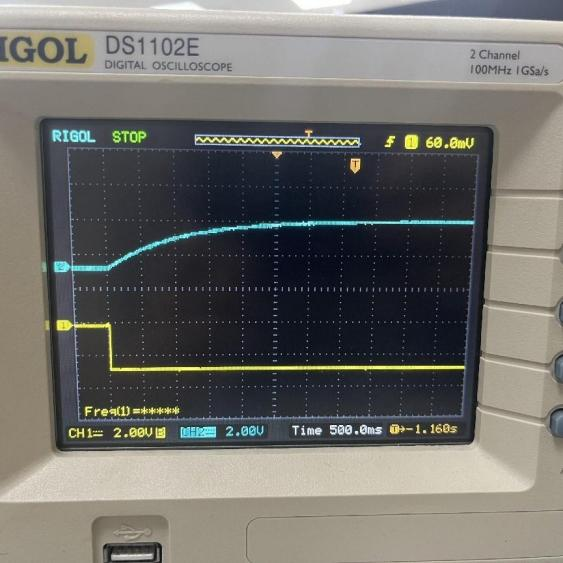 RIGOL DS1102E
DIGITAL OSCILLOSCOPE
2 Channel
100MHz 1GSa/s
RIGOL STOP
T
1 60.0mV
T
2
1
Freq(1)=*****
CH1 2.00V CH2 2.00V Time 500.0ms T→-1.160s